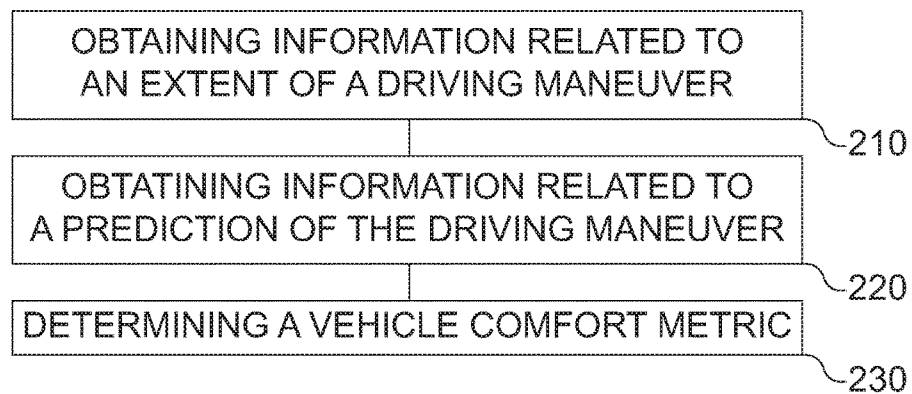 OBTAINING INFORMATION RELATED TO
AN EXTENT OF A DRIVING MANEUVER
210
OBTATINING INFORMATION RELATED TO
A PREDICTION OF THE DRIVING MANEUVER
220
DETERMINING A VEHICLE COMFORT METRIC
230